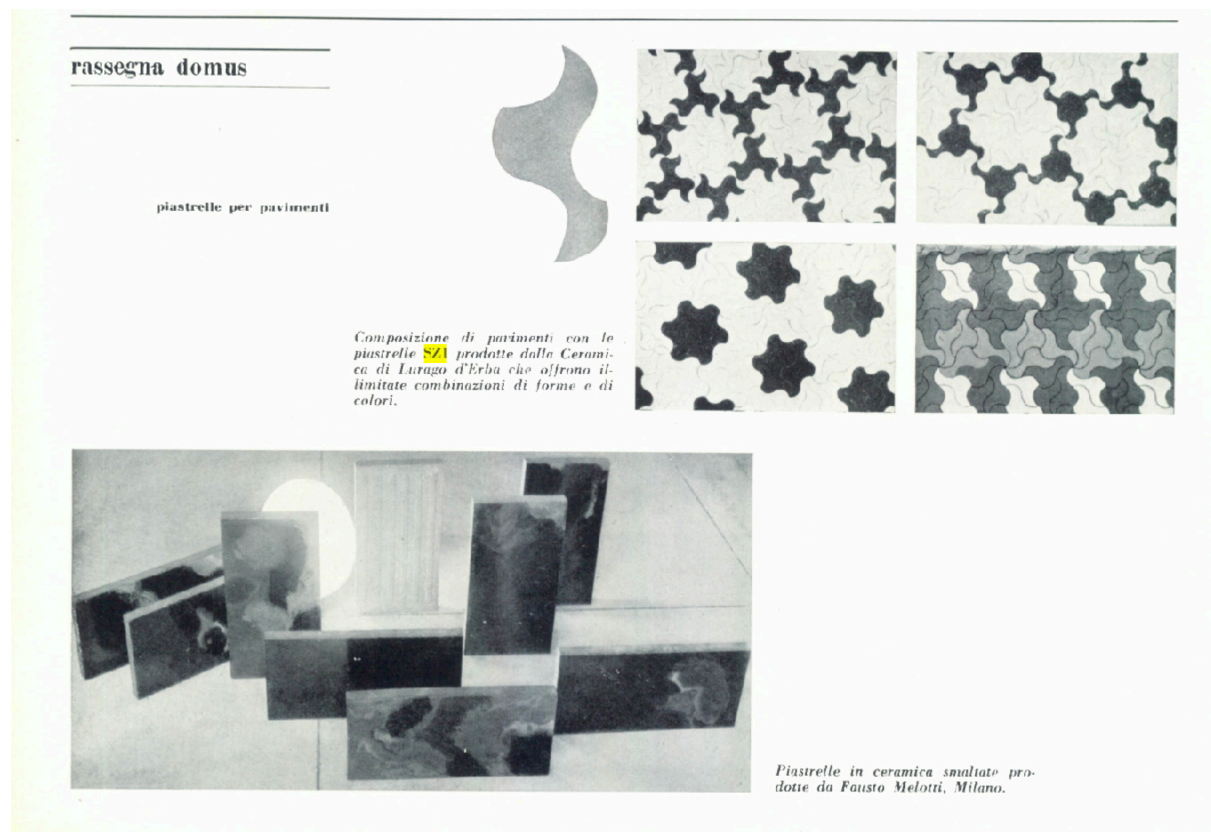 rassegna domus
piastrelle per pavimenti
Composizione di pavimenti con le
piastrelle SZ1 prodotte dalla Cerami-
ca di Lurago d'Erba che offrono il-
limitate combinazioni di forme e di
colori.
Piastrelle in ceramica smaltate pro-
dotte da Fausto Melotti, Milano.